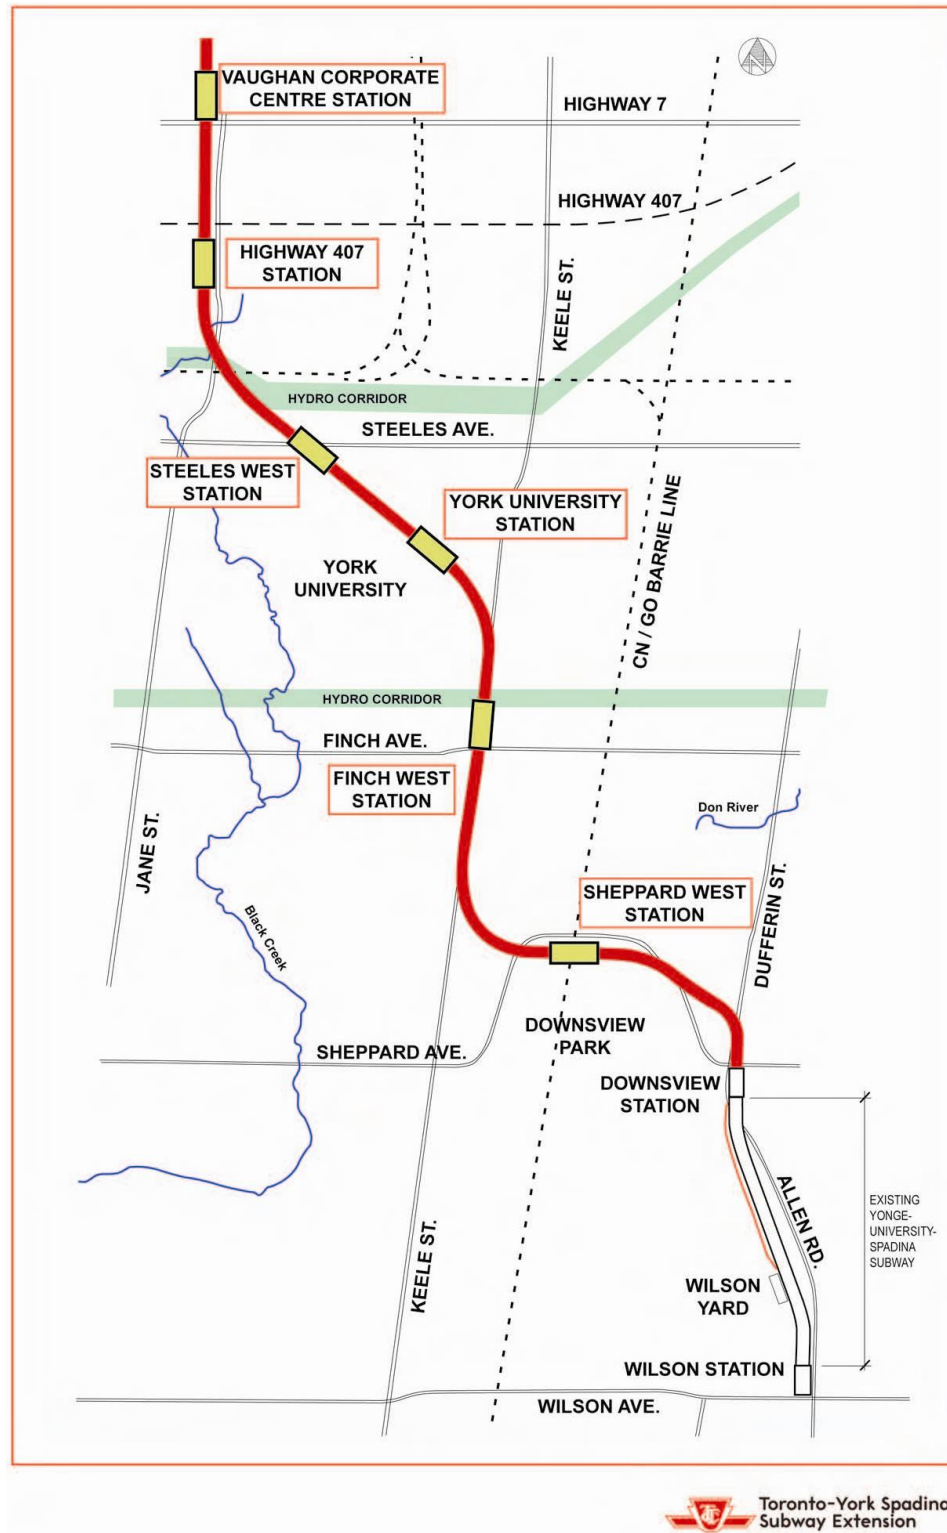 VAUGHAN CORPORATE
CENTRE STATION
HIGHWAY 7
N
HIGHWAY 407
HIGHWAY 407
STATION
KEELE ST.
HYDRO CORRIDOR
STEELES AVE.
STEELES WEST
STATION
YORK UNIVERSITY
STATION
CN / GO BARRIE LINE
YORK
UNIVERSITY
HYDRO CORRIDOR
FINCH AVE.
FINCH WEST
STATION
Don River
JANE ST.
SHEPPARD WEST
STATION
DUFFERIN ST.
Black Creek
DOWNSVIEW
PARK
SHEPPARD AVE.
DOWNSVIEW
STATION
ALLEN RD.
EXISTING
YONGE-
UNIVERSITY-
SPADINA
SUBWAY
KEELE ST.
WILSON
YARD
WILSON STATION
WILSON AVE.
TTC
Toronto-York Spadina
Subway Extension